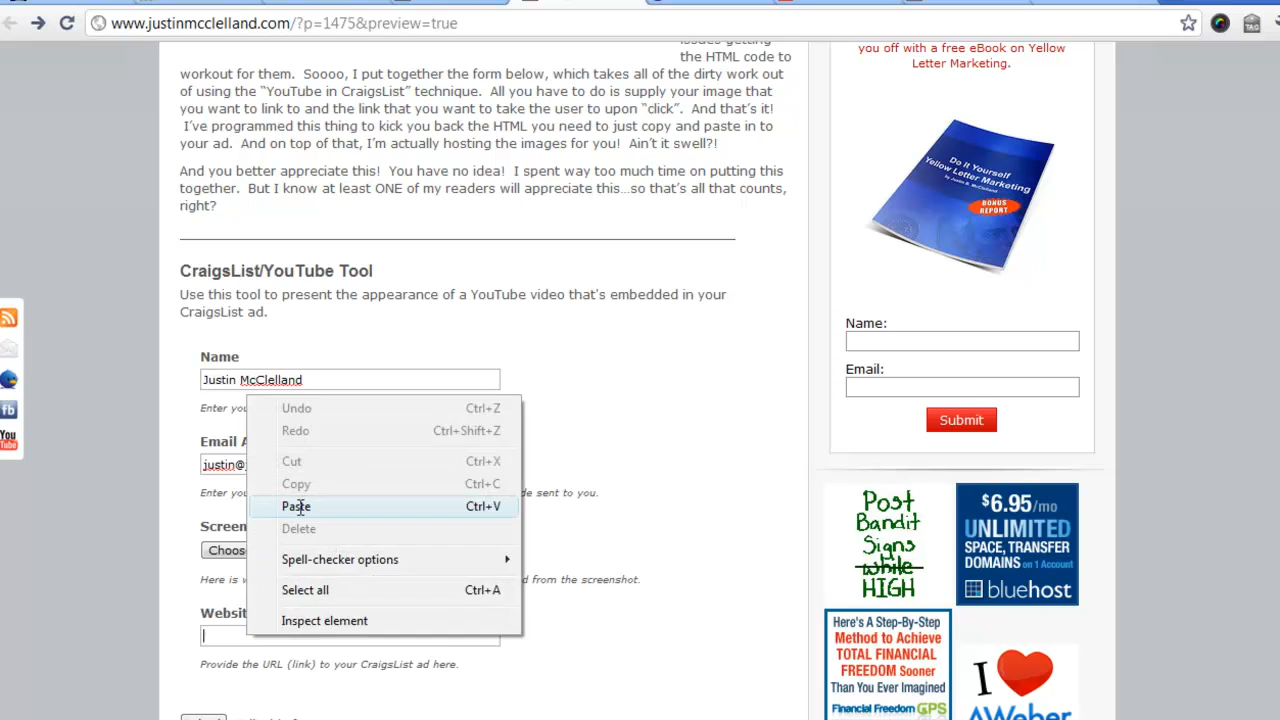 www.justinmcclelland.com/?p=1475&preview=true
issues getting
the HTML code to
workout for them. Soooo, I put together the form below, which takes all of the dirty work out
of using the “YouTube in CraigsList” technique. All you have to do is supply your image that
you want to link to and the link that you want to take the user to upon “click”. And that’s it!
I’ve programmed this thing to kick you back the HTML you need to just copy and paste in to
your ad. And on top of that, I’m actually hosting the images for you! Ain’t it swell?!
And you better appreciate this! You have no idea! I spent way too much time on putting this
together. But I know at least ONE of my readers will appreciate this…so that’s all that counts,
right?
CraigsList/YouTube Tool
Use this tool to present the appearance of a YouTube video that’s embedded in your
CraigsList ad.
Name
Justin McClelland
Enter you
Email A
justin@
Enter you de sent to you.
Screen
Choos
Here is w d from the screenshot.
Websit
Provide the URL (link) to your CraigsList ad here.
Undo Ctrl+Z
Redo Ctrl+Shift+Z
Cut Ctrl+X
Copy Ctrl+C
Paste Ctrl+V
Delete
Spell-checker options
Select all Ctrl+A
Inspect element
you off with a free eBook on Yellow
Letter Marketing.
Do It Yourself
Yellow Letter Marketing
by Justin R. McClelland
BONUS
REPORT
Name:
Email:
Submit
Post
Bandit
Signs
while
HIGH
$6.95/mo
UNLIMITED
SPACE, TRANSFER
DOMAINS on 1 Account
bluehost
HERE'S A STEP-BY-STEP
Method to Achieve
TOTAL FINANCIAL
FREEDOM Sooner
Than You Ever Imagined
Financial Freedom GPS
I
AWeber
fb
You
Tube
TAG